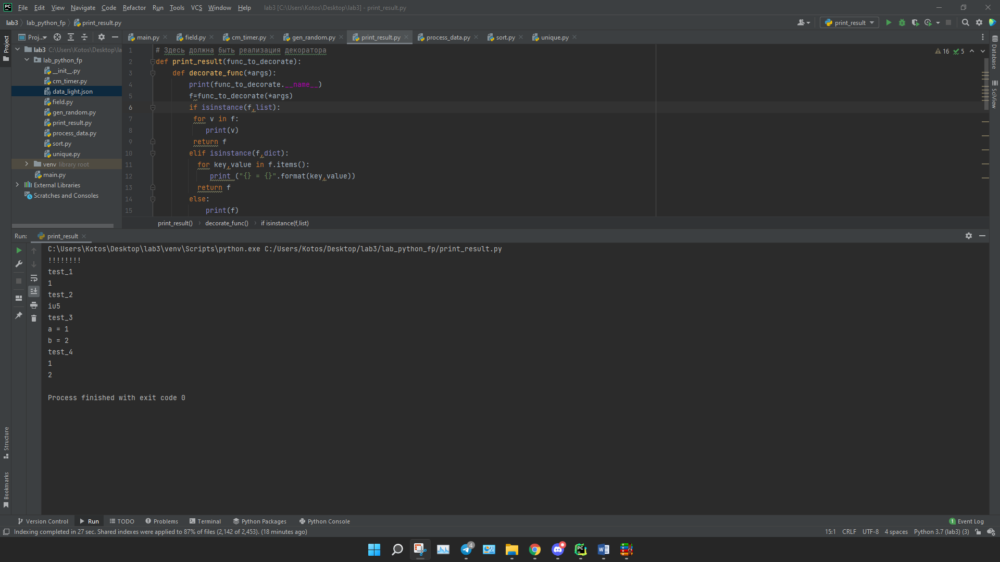 File Edit View Navigate Code Refactor Run Tools VCS Window Help lab3 [C:\Users\Kotos\Desktop\lab3] - print_result.py
lab3 lab_python_fp print_result.py print_result
Project
Proj... main.py field.py cm_timer.py gen_random.py print_result.py process_data.py sort.py unique.py
lab3 C:\Users\Kotos\Desktop\la
lab_python_fp
__init__.py
cm_timer.py
data_light.json
field.py
gen_random.py
print_result.py
process_data.py
sort.py
unique.py
venv library root
main.py
External Libraries
Scratches and Consoles
1 # Здесь должна быть реализация декоратора
2 def print_result(func_to_decorate):
3 def decorate_func(*args):
4 print(func_to_decorate.__name__)
5 f=func_to_decorate(*args)
6 if isinstance(f,list):
7 for v in f:
8 print(v)
9 return f
10 elif isinstance(f,dict):
11 for key,value in f.items():
12 print ("{} = {}".format(key,value))
13 return f
14 else:
15 print(f)
16 5
Database
SciView
print_result() decorate_func() if isinstance(f,list)
Run: print_result
C:\Users\Kotos\Desktop\lab3\venv\Scripts\python.exe C:/Users/Kotos/Desktop/lab3/lab_python_fp/print_result.py
!!!!!!!!
test_1
1
test_2
iu5
test_3
a = 1
b = 2
test_4
1
2
Process finished with exit code 0
Structure
Bookmarks
Version Control Run TODO Problems Terminal Python Packages Python Console 1 Event Log
Indexing completed in 27 sec. Shared indexes were applied to 87% of files (2,142 of 2,453). (18 minutes ago) 15:1 CRLF UTF-8 4 spaces Python 3.7 (lab3) (3)
4